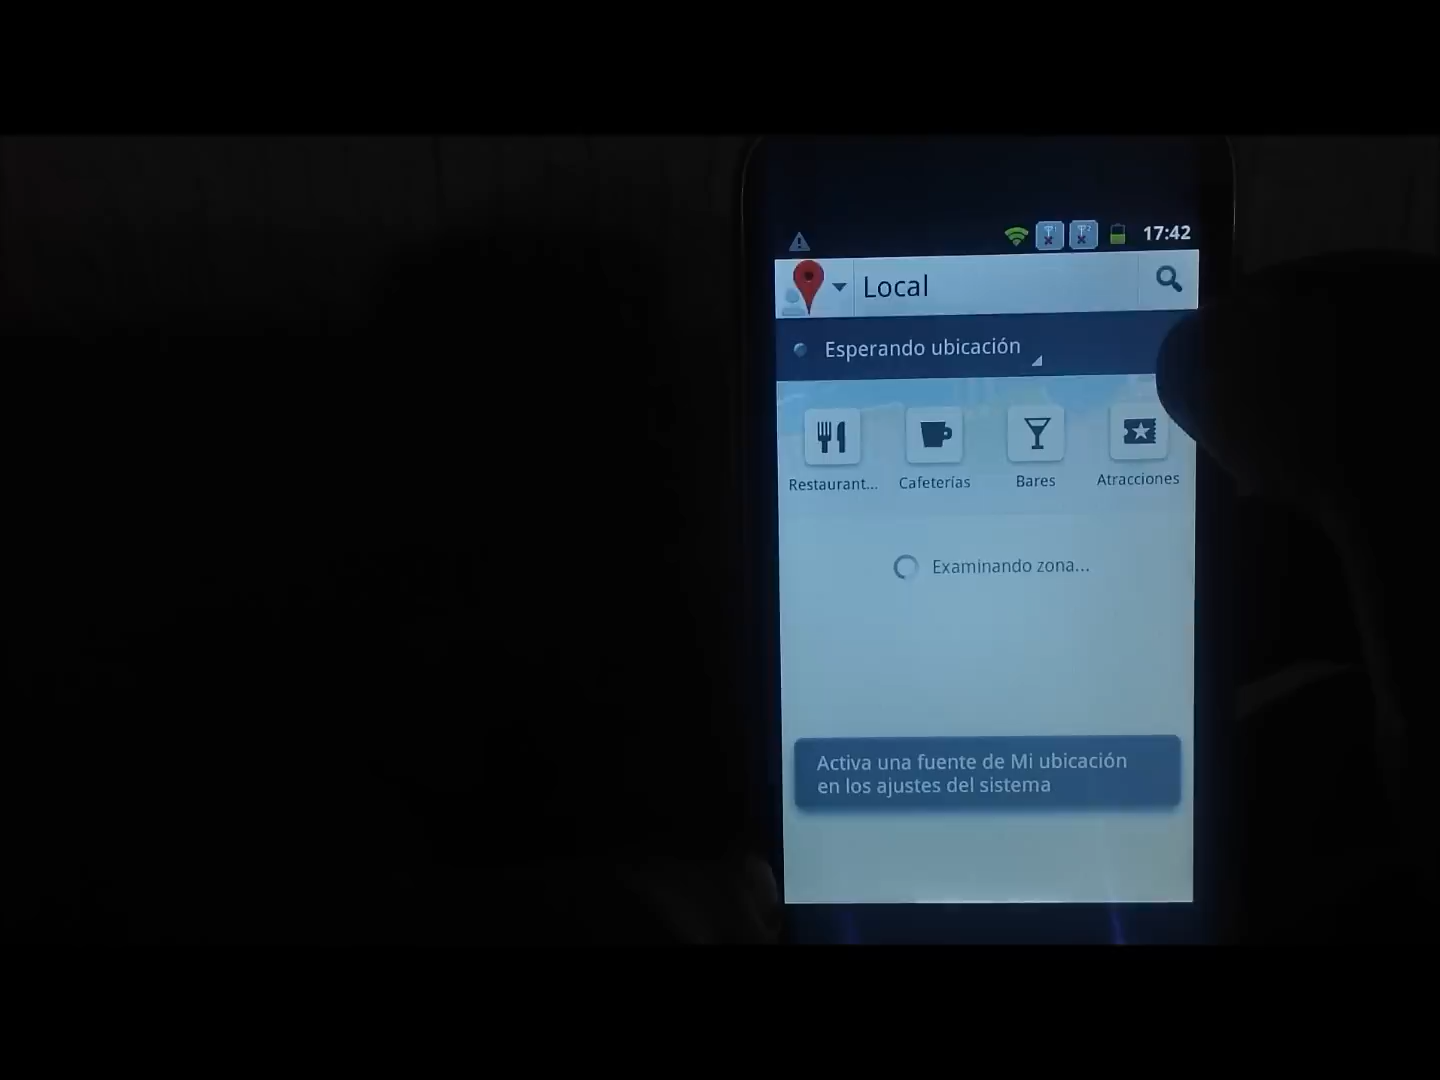 17:42
Local
Esperando ubicación
Restaurant...
Cafeterías
Bares
Atracciones
Examinando zona...
Activa una fuente de Mi ubicación
en los ajustes del sistema